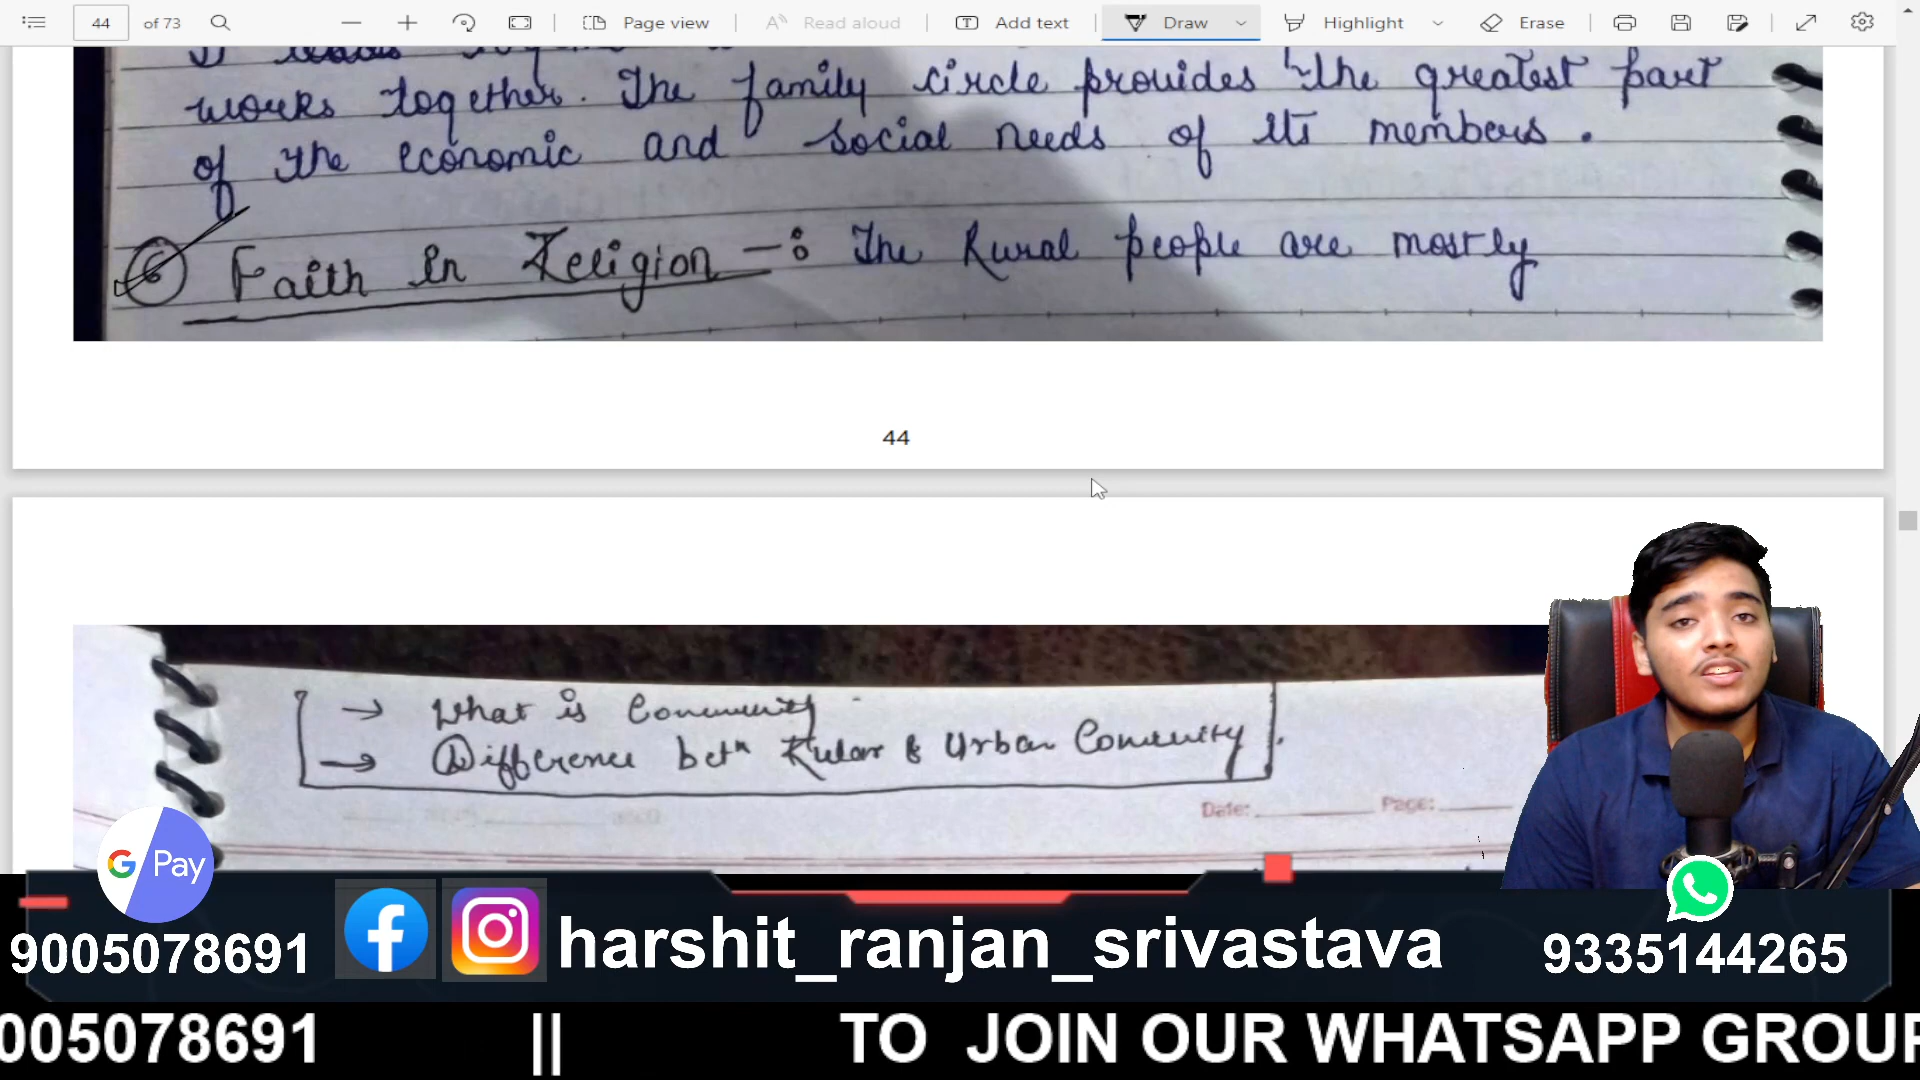 44 of 73 Page view Read aloud Add text Draw Highlight Erase
works together. The family circle provides the greatest part
of the economic and social needs of its members.
6 Faith in Religion -: The Rural people are mostly
44
→ What is Community
→ Difference betn Rular & Urban Comunity.
Date: Page:
G Pay
9005078691
harshit_ranjan_srivastava
9335144265
005078691 || TO JOIN OUR WHATSAPP GROUP